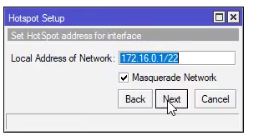 Hotspot Setup
Set HotSpot address for interface
Local Address of Network: 172.16.0.1/22
Masquerade Network
Back Next Cancel